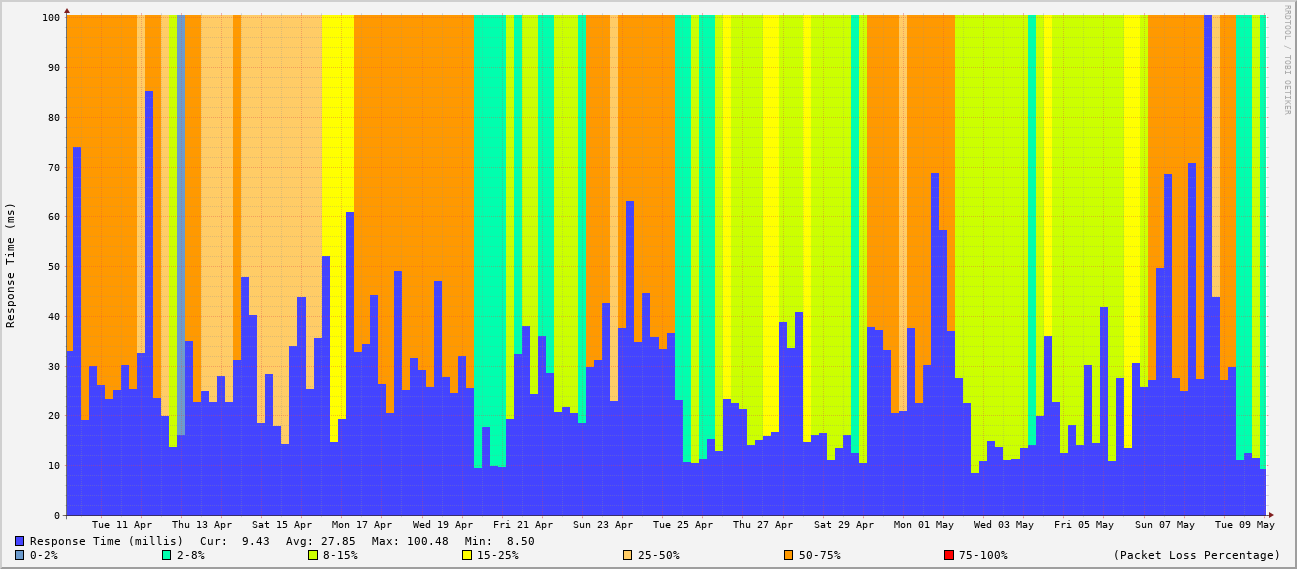 RRDTOOL / TOBI OETIKER
Response Time (ms)
100
90
80
70
60
50
40
30
20
10
0
Tue 11 Apr Thu 13 Apr Sat 15 Apr Mon 17 Apr Wed 19 Apr Fri 21 Apr Sun 23 Apr Tue 25 Apr Thu 27 Apr Sat 29 Apr Mon 01 May Wed 03 May Fri 05 May Sun 07 May Tue 09 May
Response Time (millis) Cur: 9.43 Avg: 27.85 Max: 100.48 Min: 8.50
0-2% 2-8% 8-15% 15-25% 25-50% 50-75% 75-100% (Packet Loss Percentage)